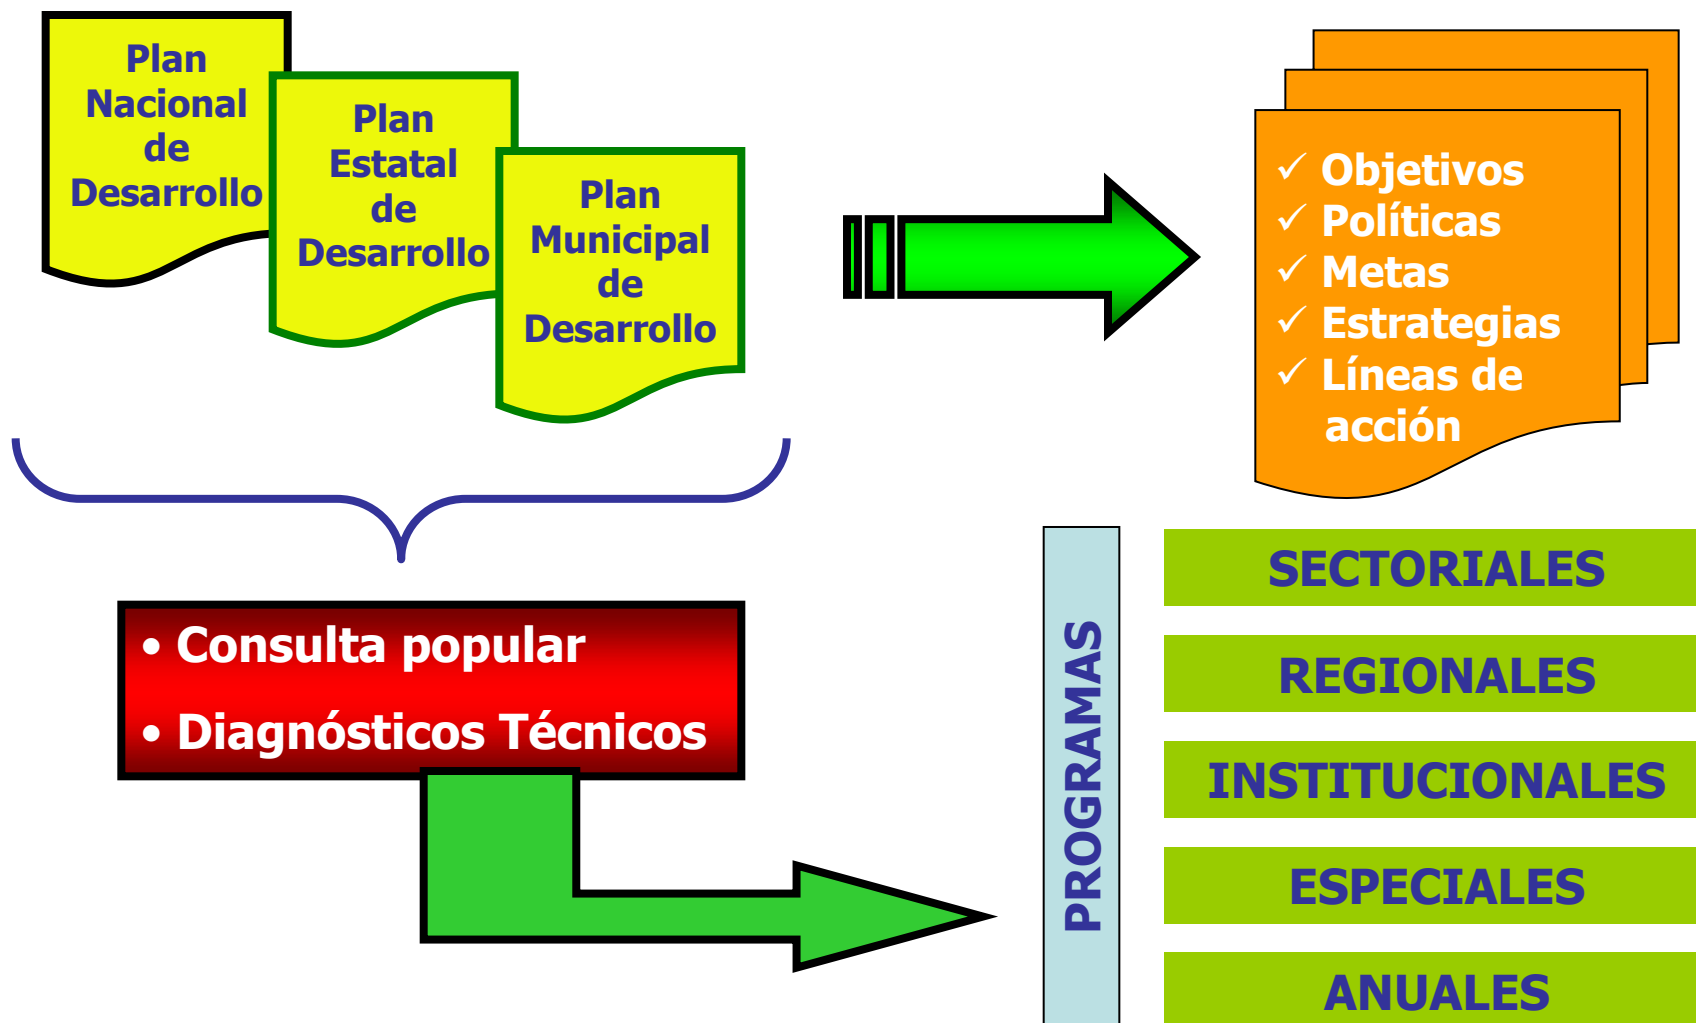 Plan
Nacional
de
Desarrollo
Plan
Estatal
de
Desarrollo
Plan
Municipal
de
Desarrollo
✓ Objetivos
✓ Políticas
✓ Metas
✓ Estrategias
✓ Líneas de
acción
• Consulta popular
• Diagnósticos Técnicos
PROGRAMAS
SECTORIALES
REGIONALES
INSTITUCIONALES
ESPECIALES
ANUALES